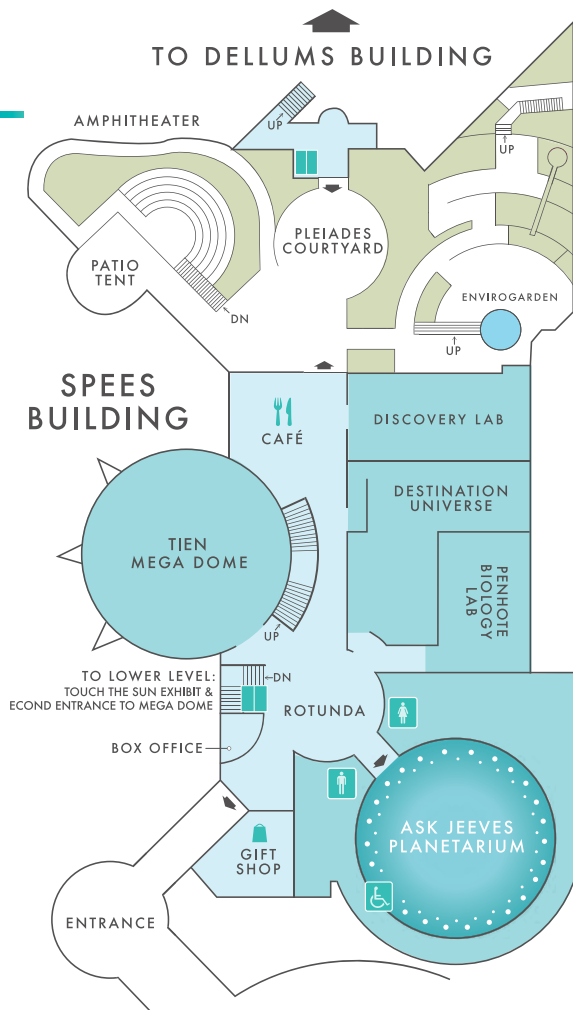 TO DELLUMS BUILDING
AMPHITHEATER
UP
UP
PLEIADES
COURTYARD
PATIO
TENT
ENVIROGARDEN
DN
UP
SPEES
BUILDING
CAFÉ
DISCOVERY LAB
DESTINATION
UNIVERSE
TIEN
MEGA DOME
PENHOTE
BIOLOGY
LAB
UP
TO LOWER LEVEL:
TOUCH THE SUN EXHIBIT &
ECOND ENTRANCE TO MEGA DOME
DN
ROTUNDA
BOX OFFICE
ASK JEEVES
PLANETARIUM
GIFT
SHOP
ENTRANCE